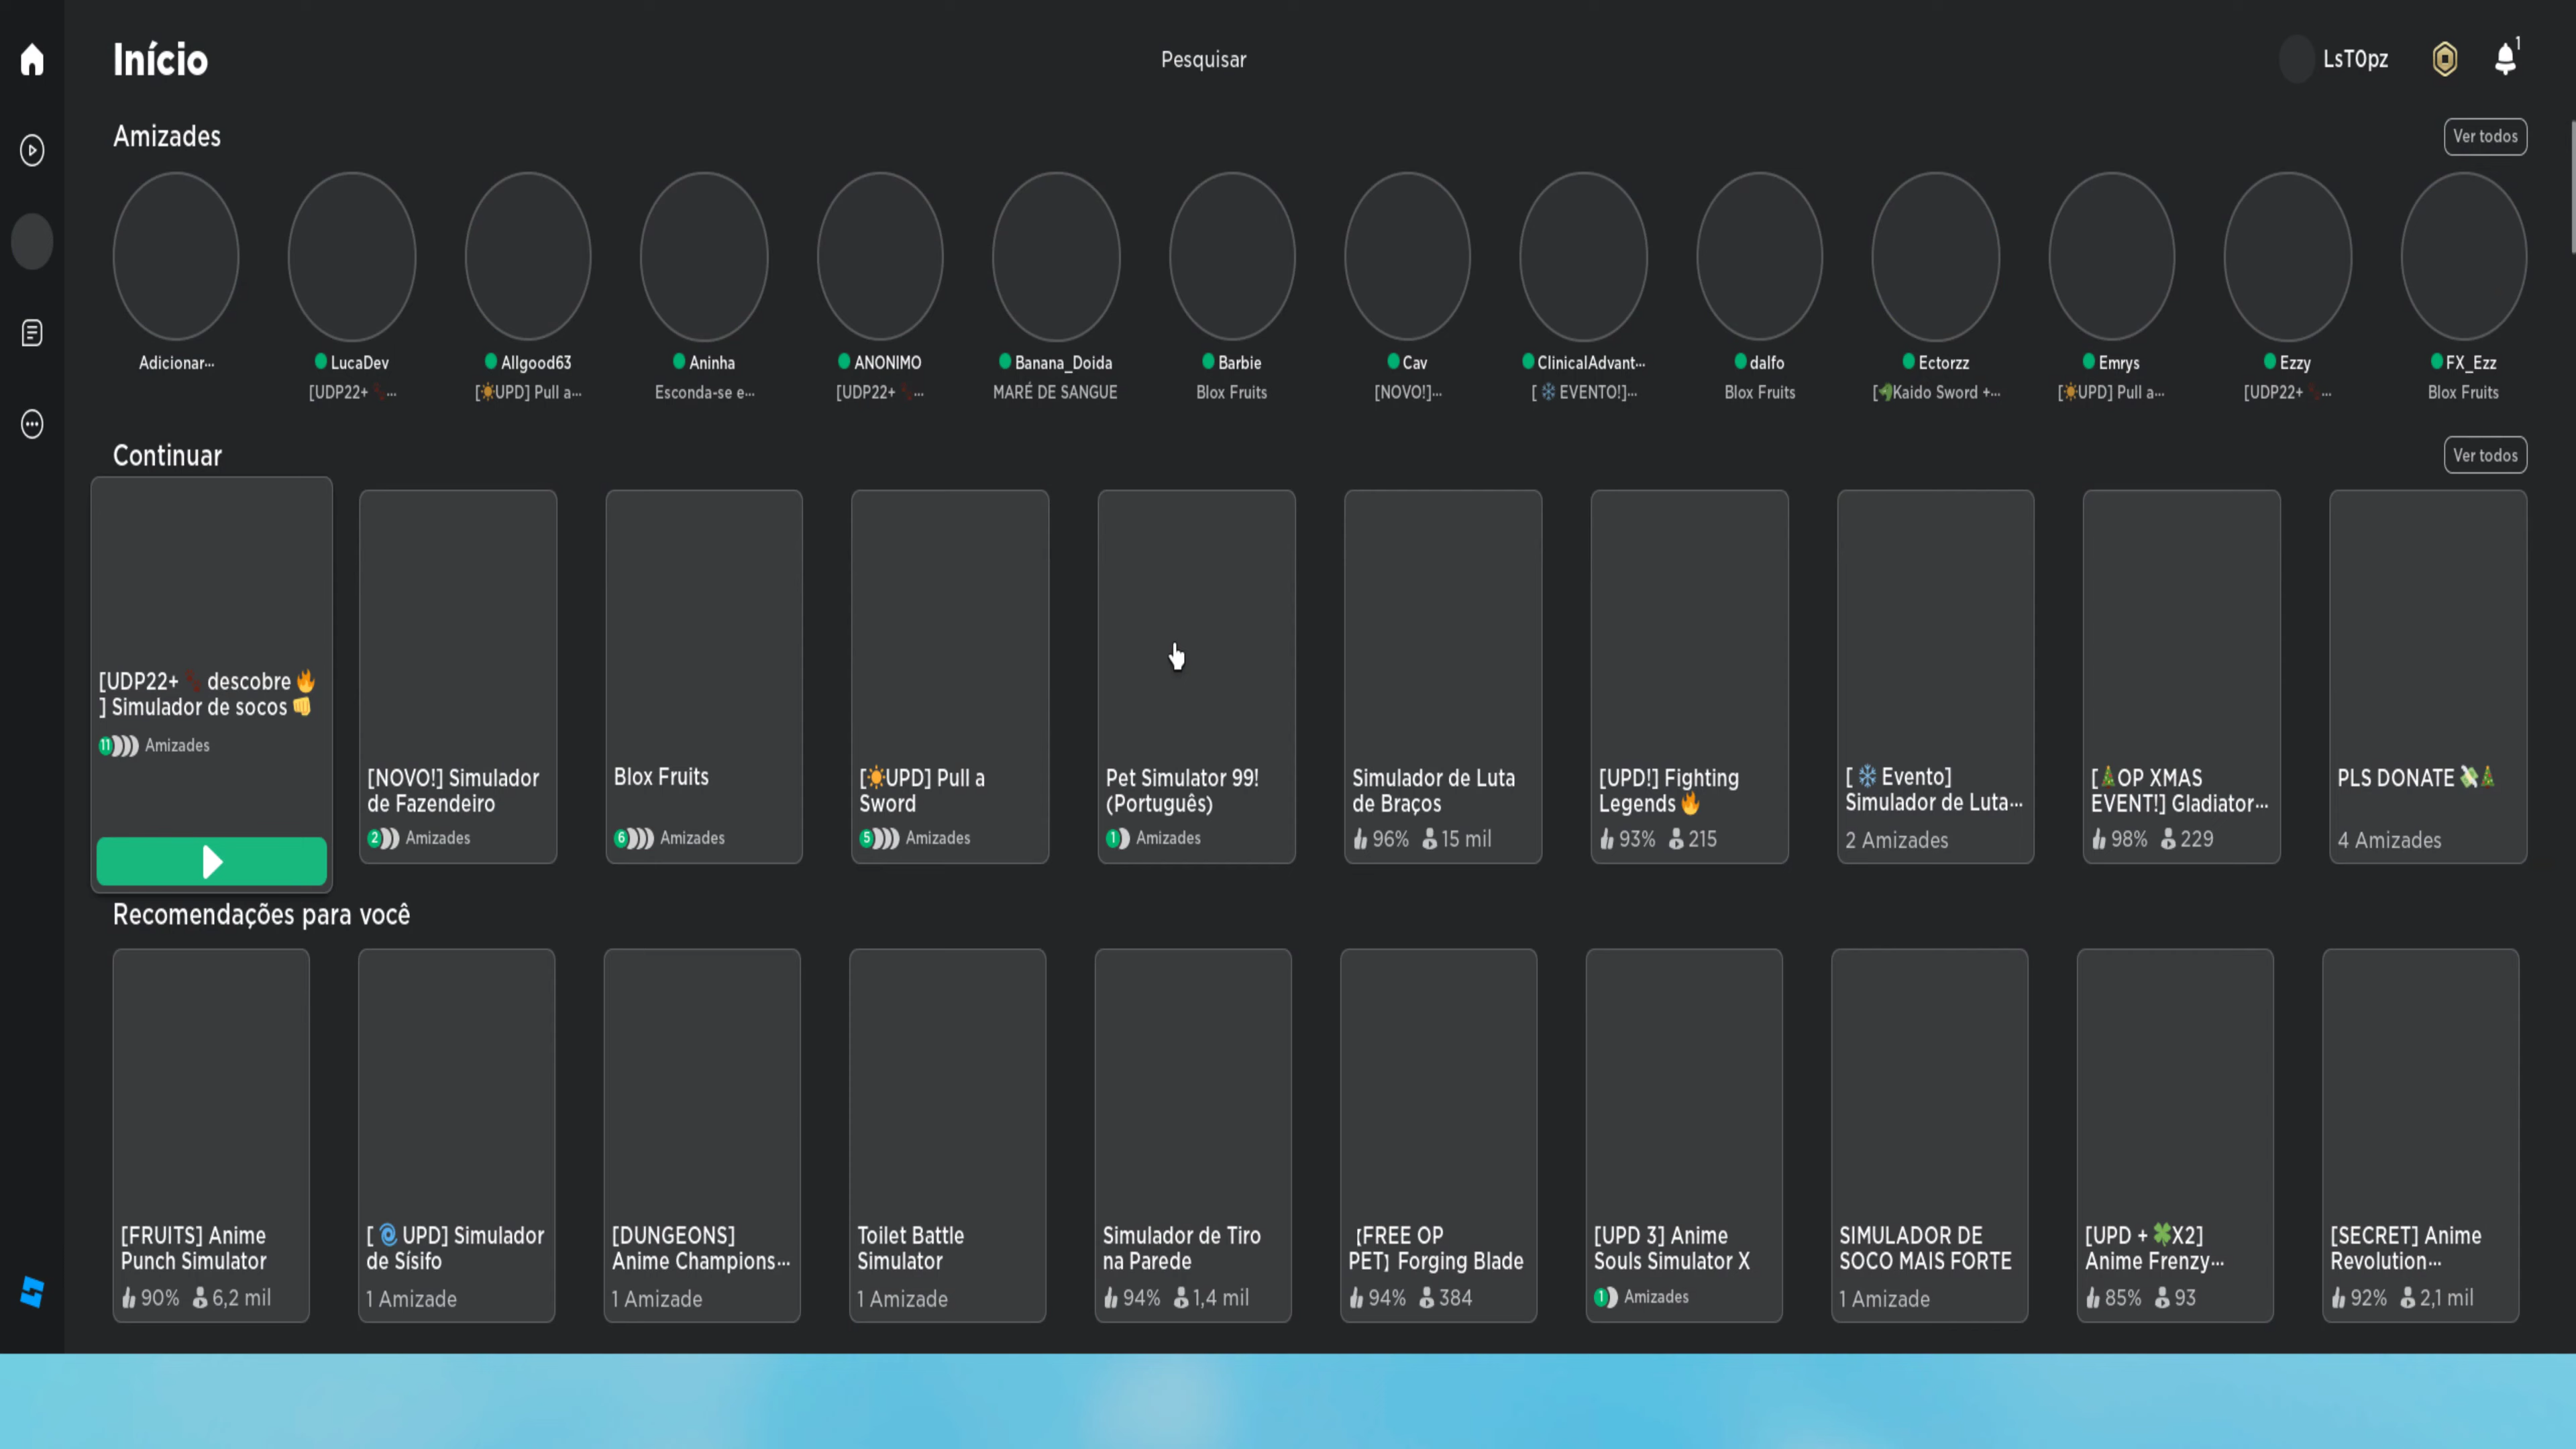 Início
Pesquisar
LsT0pz
1
Amizades
Ver todos
Adicionar...
LucaDev
Allgood63
Aninha
ANONIMO
Banana_Doida
Barbie
Cav
ClinicalAdvant...
dalfo
Ectorzz
Emrys
Ezzy
FX_Ezz
[UDP22+ ...
[☀️UPD] Pull a...
Esconda-se e...
[UDP22+ ...
MARÉ DE SANGUE
Blox Fruits
[NOVO!]...
[ ❄️ EVENTO!]...
Blox Fruits
[Kaido Sword +...
[☀️UPD] Pull a...
[UDP22+ ...
Blox Fruits
Continuar
Ver todos
[UDP22+ descobre 🔥
] Simulador de socos 👊
11 Amizades
[NOVO!] Simulador
de Fazendeiro
2 Amizades
Blox Fruits
6 Amizades
[☀️UPD] Pull a
Sword
5 Amizades
Pet Simulator 99!
(Português)
1 Amizades
Simulador de Luta
de Braços
96% 15 mil
[UPD!] Fighting
Legends 🔥
93% 215
[ ❄️ Evento]
Simulador de Luta...
2 Amizades
[🎄OP XMAS
EVENT!] Gladiator...
98% 229
PLS DONATE 💸🎄
4 Amizades
Recomendações para você
[FRUITS] Anime
Punch Simulator
90% 6,2 mil
[ 🌀 UPD] Simulador
de Sísifo
1 Amizade
[DUNGEONS]
Anime Champions...
1 Amizade
Toilet Battle
Simulator
1 Amizade
Simulador de Tiro
na Parede
94% 1,4 mil
[FREE OP
PET] Forging Blade
94% 384
[UPD 3] Anime
Souls Simulator X
1 Amizades
SIMULADOR DE
SOCO MAIS FORTE
1 Amizade
[UPD + 🍀X2]
Anime Frenzy...
85% 93
[SECRET] Anime
Revolution...
92% 2,1 mil